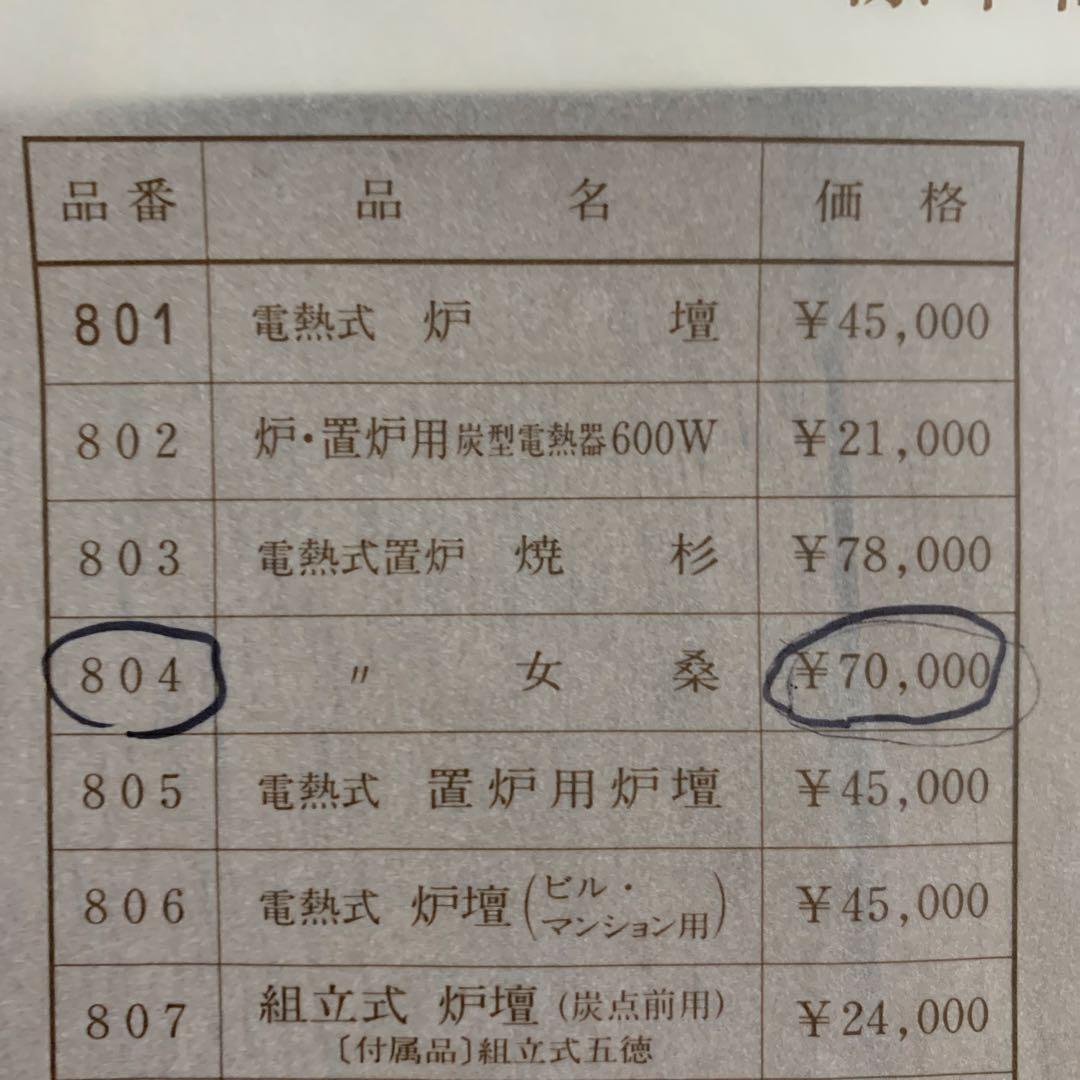 品番 品名 価格
801 電熱式 炉壇 ¥45,000
802 炉・置炉用炭型電熱器600W ¥21,000
803 電熱式置炉 焼杉 ¥78,000
804 〃 女桑 ¥70,000
805 電熱式 置炉用炉壇 ¥45,000
806 電熱式 炉壇(ビル・マンション用) ¥45,000
807 組立式 炉壇(炭点前用) ¥24,000
〔付属品〕組立式五徳